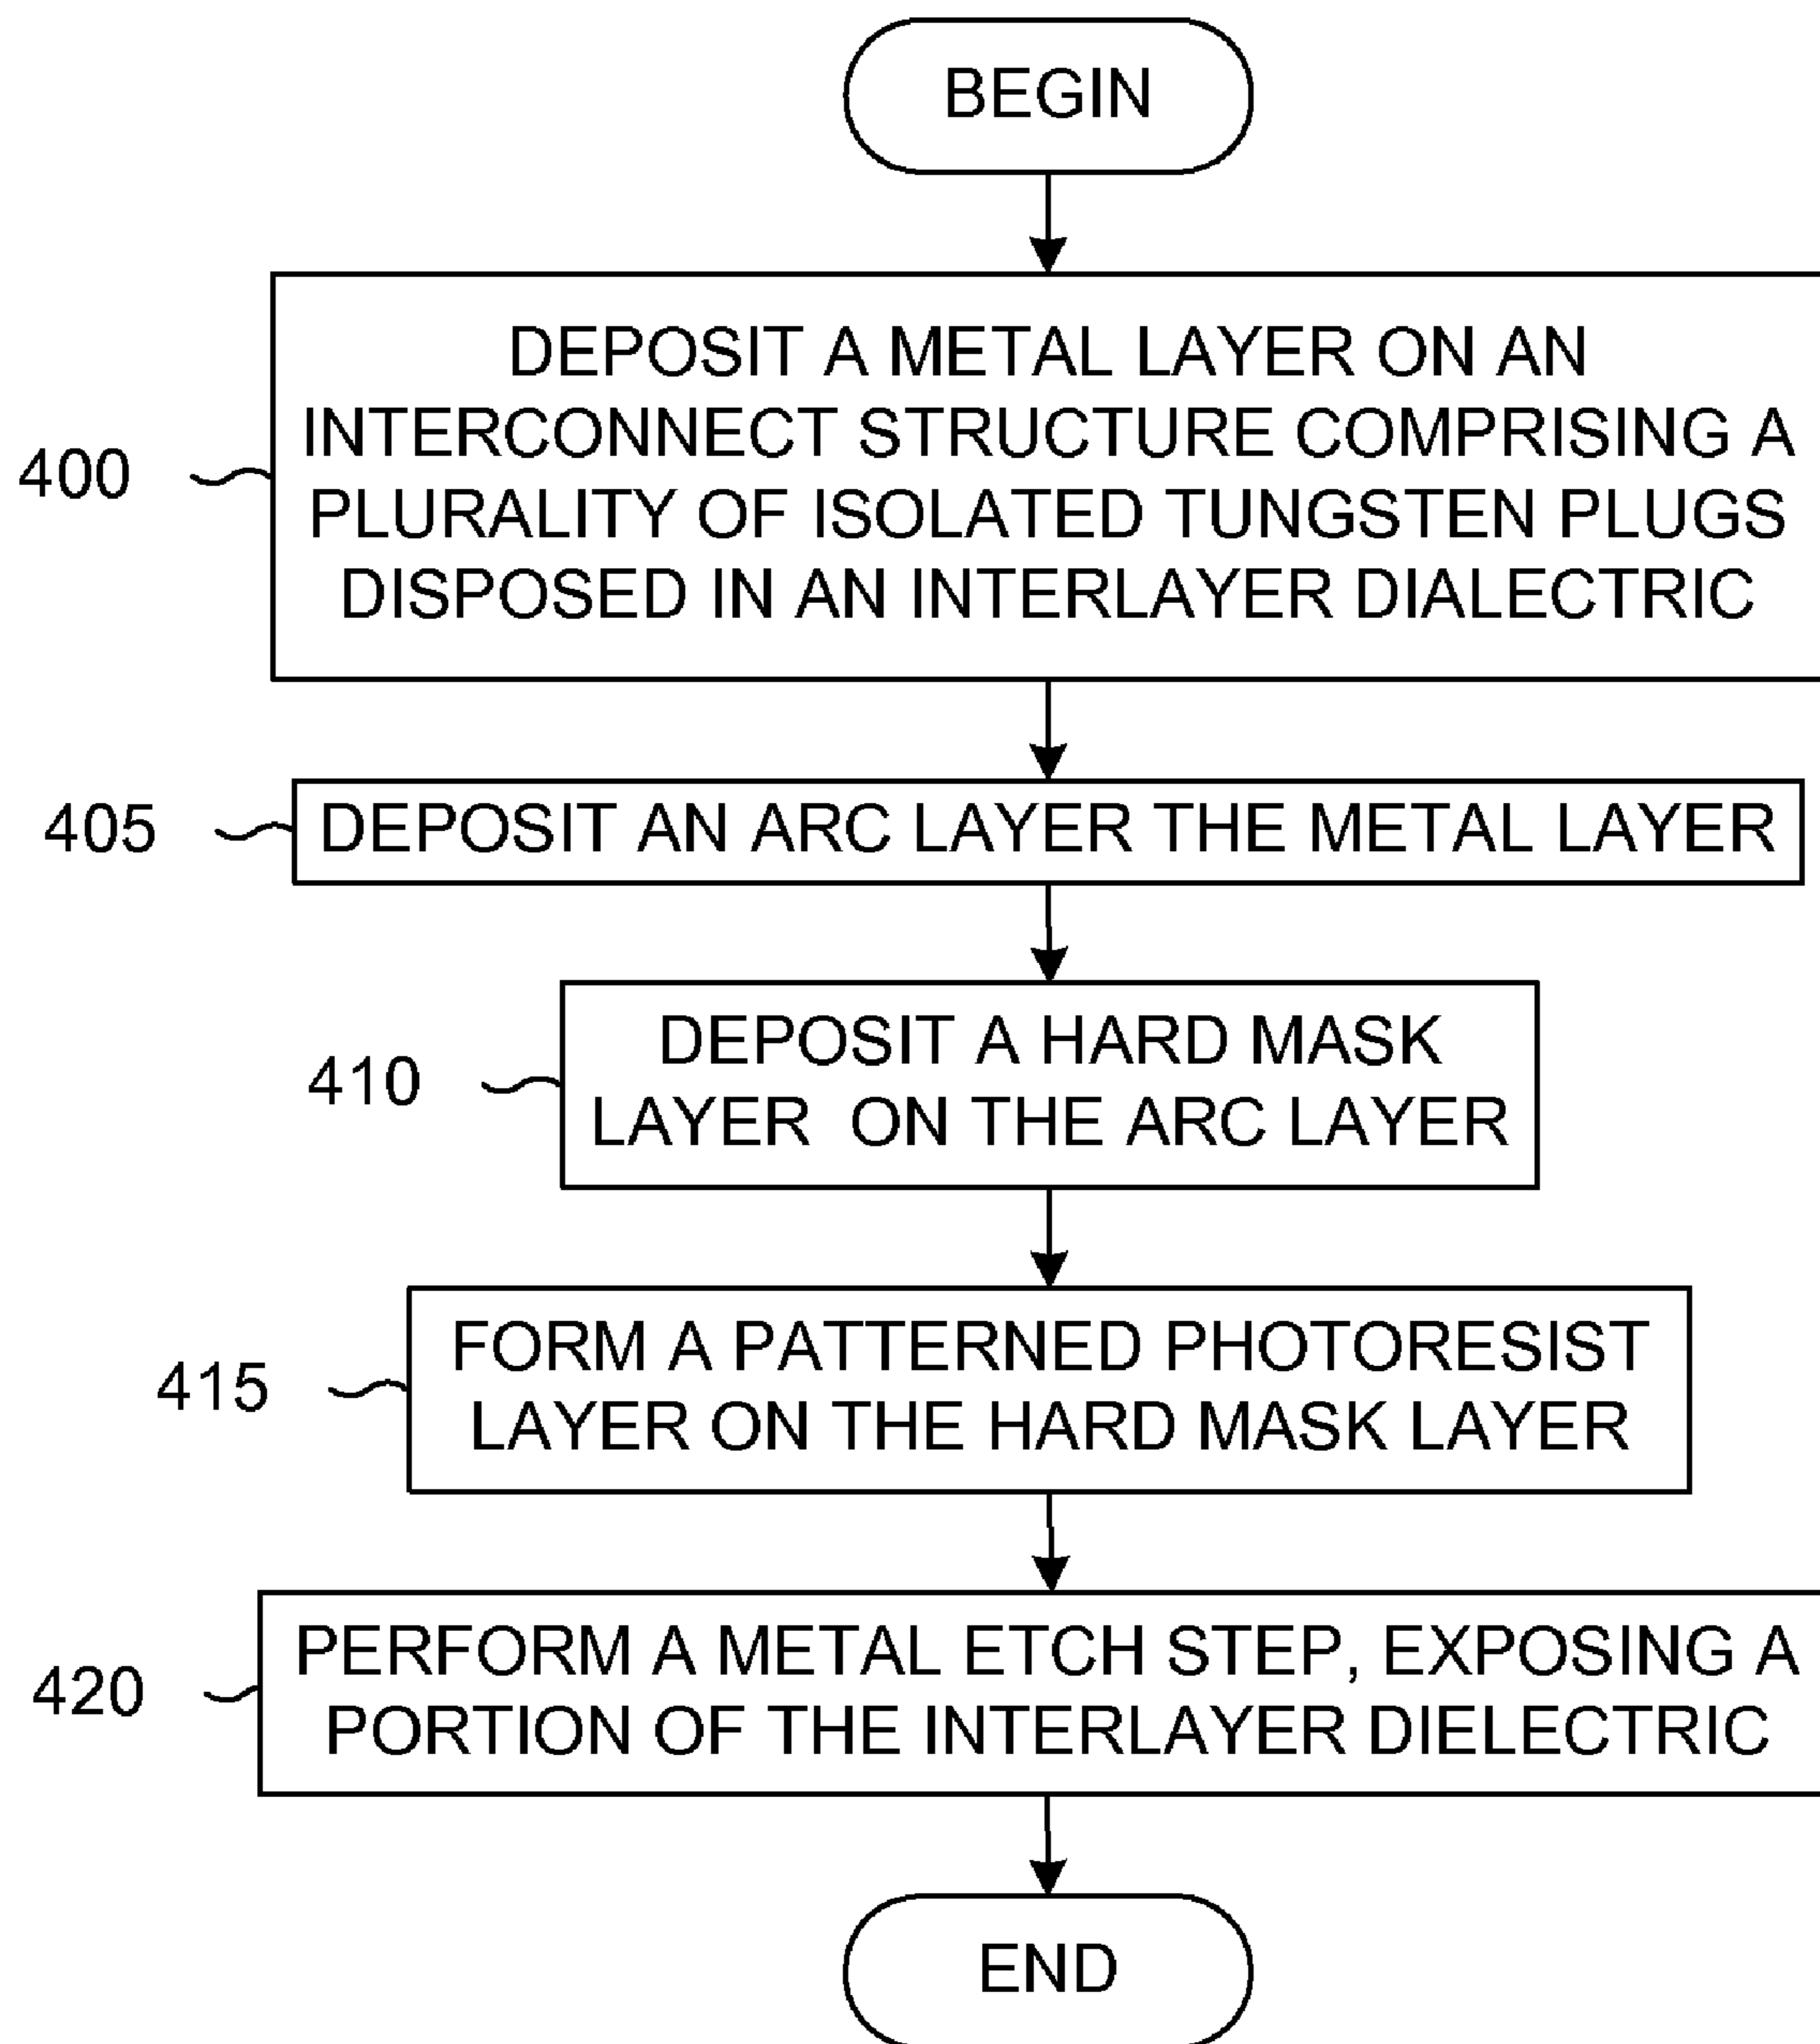 BEGIN
400
DEPOSIT A METAL LAYER ON AN
INTERCONNECT STRUCTURE COMPRISING A
PLURALITY OF ISOLATED TUNGSTEN PLUGS
DISPOSED IN AN INTERLAYER DIALECTRIC
405
DEPOSIT AN ARC LAYER THE METAL LAYER
410
DEPOSIT A HARD MASK
LAYER ON THE ARC LAYER
415
FORM A PATTERNED PHOTORESIST
LAYER ON THE HARD MASK LAYER
420
PERFORM A METAL ETCH STEP, EXPOSING A
PORTION OF THE INTERLAYER DIELECTRIC
END